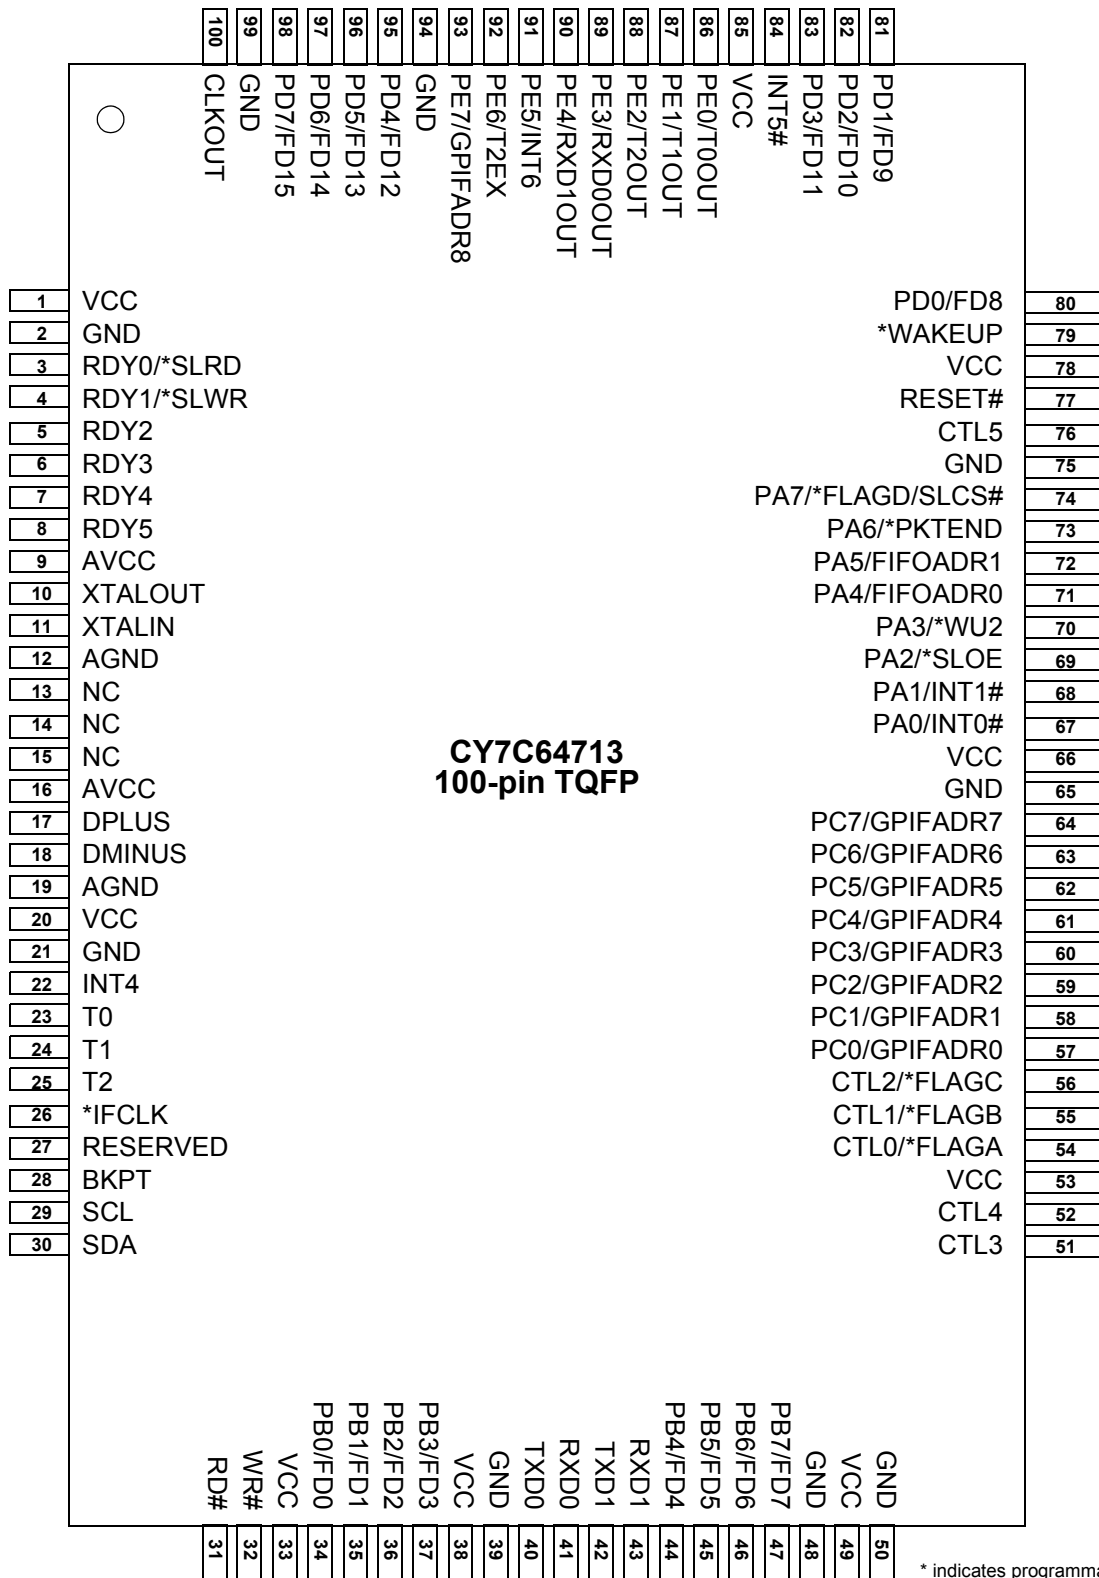 100 99 98 97 96 95 94 93 92 91 90 89 88 87 86 85 84 83 82 81
CLKOUT
GND
PD7/FD15
PD6/FD14
PD5/FD13
PD4/FD12
GND
PE7/GPIFADR8
PE6/T2EX
PE5/INT6
PE4/RXD1OUT
PE3/RXD0OUT
PE2/T2OUT
PE1/T1OUT
PE0/T0OUT
VCC
INT5#
PD3/FD11
PD2/FD10
PD1/FD9
1 VCC
2 GND
3 RDY0/*SLRD
4 RDY1/*SLWR
5 RDY2
6 RDY3
7 RDY4
8 RDY5
9 AVCC
10 XTALOUT
11 XTALIN
12 AGND
13 NC
14 NC
15 NC
16 AVCC
17 DPLUS
18 DMINUS
19 AGND
20 VCC
21 GND
22 INT4
23 T0
24 T1
25 T2
26 *IFCLK
27 RESERVED
28 BKPT
29 SCL
30 SDA
CY7C64713
100-pin TQFP
PD0/FD8 80
*WAKEUP 79
VCC 78
RESET# 77
CTL5 76
GND 75
PA7/*FLAGD/SLCS# 74
PA6/*PKTEND 73
PA5/FIFOADR1 72
PA4/FIFOADR0 71
PA3/*WU2 70
PA2/*SLOE 69
PA1/INT1# 68
PA0/INT0# 67
VCC 66
GND 65
PC7/GPIFADR7 64
PC6/GPIFADR6 63
PC5/GPIFADR5 62
PC4/GPIFADR4 61
PC3/GPIFADR3 60
PC2/GPIFADR2 59
PC1/GPIFADR1 58
PC0/GPIFADR0 57
CTL2/*FLAGC 56
CTL1/*FLAGB 55
CTL0/*FLAGA 54
VCC 53
CTL4 52
CTL3 51
RD#
WR#
VCC
PB0/FD0
PB1/FD1
PB2/FD2
PB3/FD3
VCC
GND
TXD0
RXD0
TXD1
RXD1
PB4/FD4
PB5/FD5
PB6/FD6
PB7/FD7
GND
VCC
GND
31 32 33 34 35 36 37 38 39 40 41 42 43 44 45 46 47 48 49 50
* indicates programma